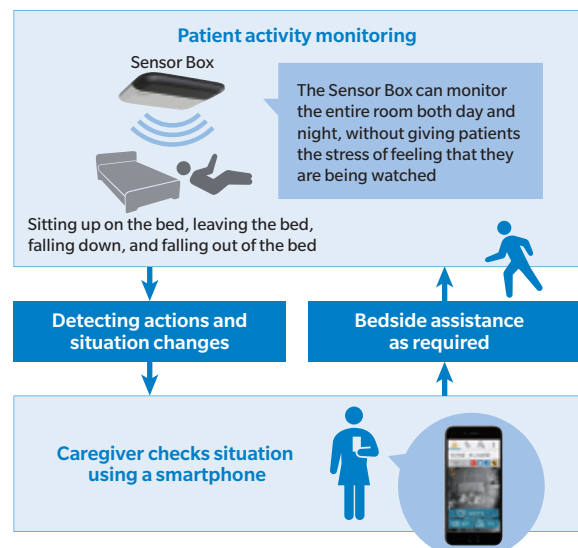 Patient activity monitoring
Sensor Box
The Sensor Box can monitor
the entire room both day and
night, without giving patients
the stress of feeling that they
are being watched
Sitting up on the bed, leaving the bed,
falling down, and falling out of the bed
Detecting actions and
situation changes
Bedside assistance
as required
Caregiver checks situation
using a smartphone